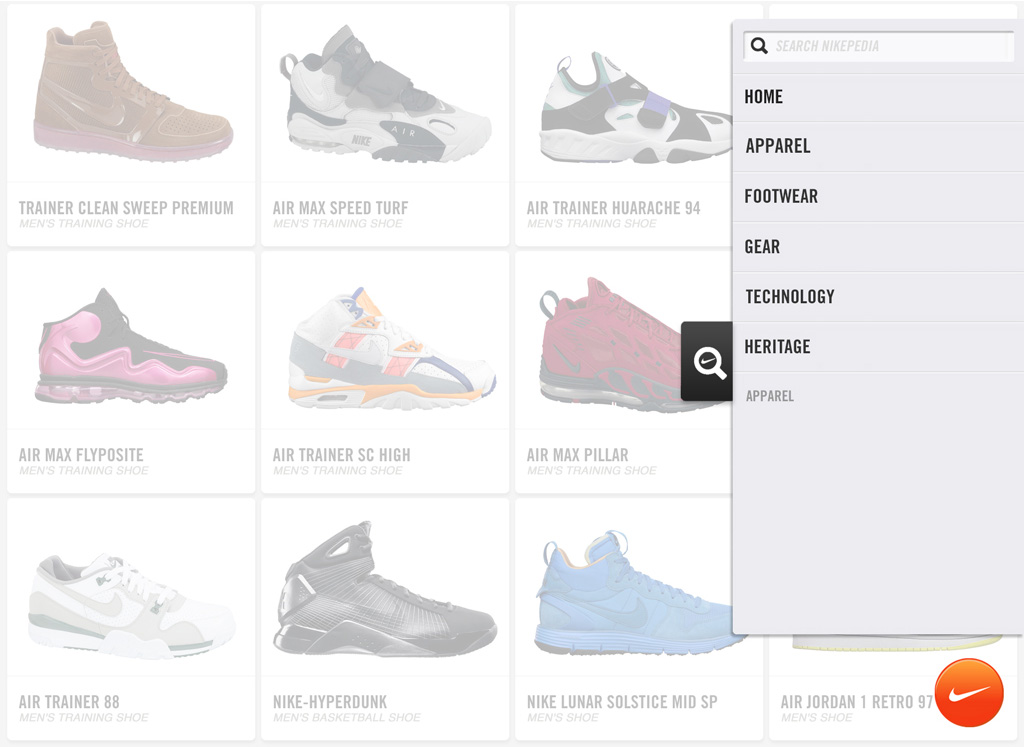 SEARCH NIKEPEDIA
HOME
APPAREL
FOOTWEAR
GEAR
TECHNOLOGY
HERITAGE
APPAREL
AIR
NIKE
TRAINER CLEAN SWEEP PREMIUM
MEN'S TRAINING SHOE
AIR MAX SPEED TURF
MEN'S TRAINING SHOE
AIR TRAINER HUARACHE 94
MEN'S TRAINING SHOE
AIR MAX FLYPOSITE
MEN'S TRAINING SHOE
AIR TRAINER SC HIGH
MEN'S TRAINING SHOE
AIR MAX PILLAR
MEN'S TRAINING SHOE
AIR TRAINER 88
MEN'S TRAINING SHOE
NIKE-HYPERDUNK
MEN'S BASKETBALL SHOE
NIKE LUNAR SOLSTICE MID SP
MEN'S SHOE
AIR JORDAN 1 RETRO 97
MEN'S SHOE